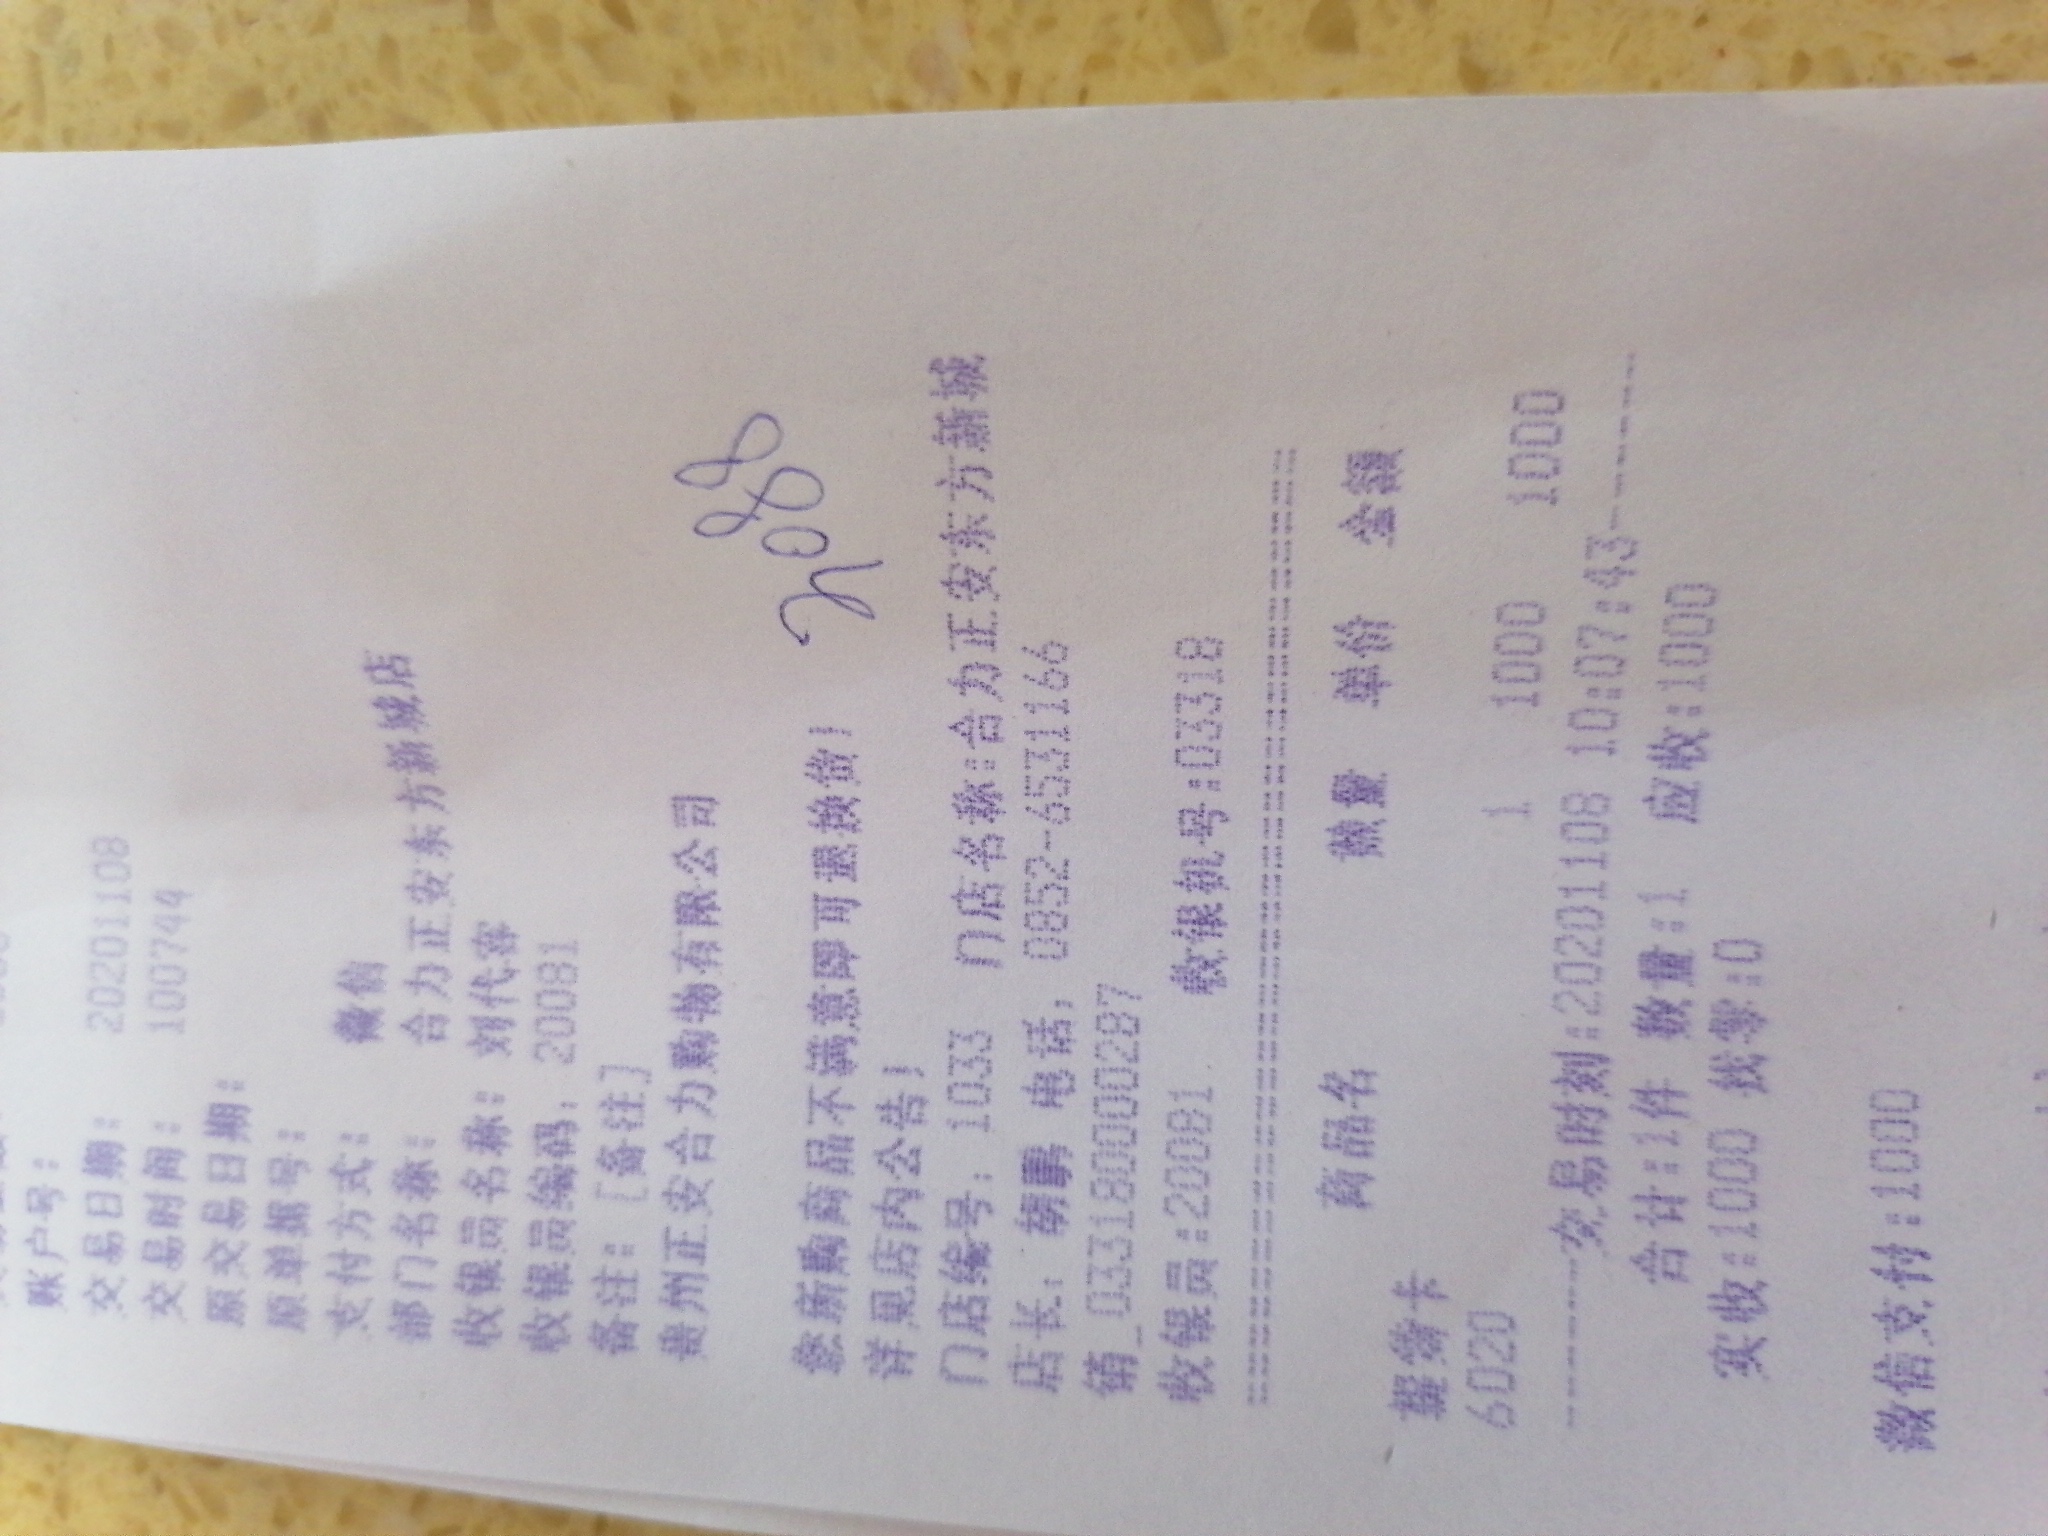 账户号:
交易日期: 20201108
交易时间: 100744
原交易日期:
原单据号:
支付方式: 微信
部门名称: 合力正安东方新城店
收银员名称: 刘代容
收银员编码: 20081
备注: [备注]
贵州正安合力购物有限公司
4088
您所购商品不满意即可退换货!
详见店内公告!
门店编号: 1033 门店名称:合力正安东方新城
店长: 胡鹏 电话: 0852-6531166
销_033180000287
收银员:20081 收银机号:03318
商品名 数量 单价 金额
卡
6020 1 1000 1000
交易时刻:20201108 10:07:43
合计:1件 数量:1 应收:1000
实收:1000 找零:0
微信支付:1000